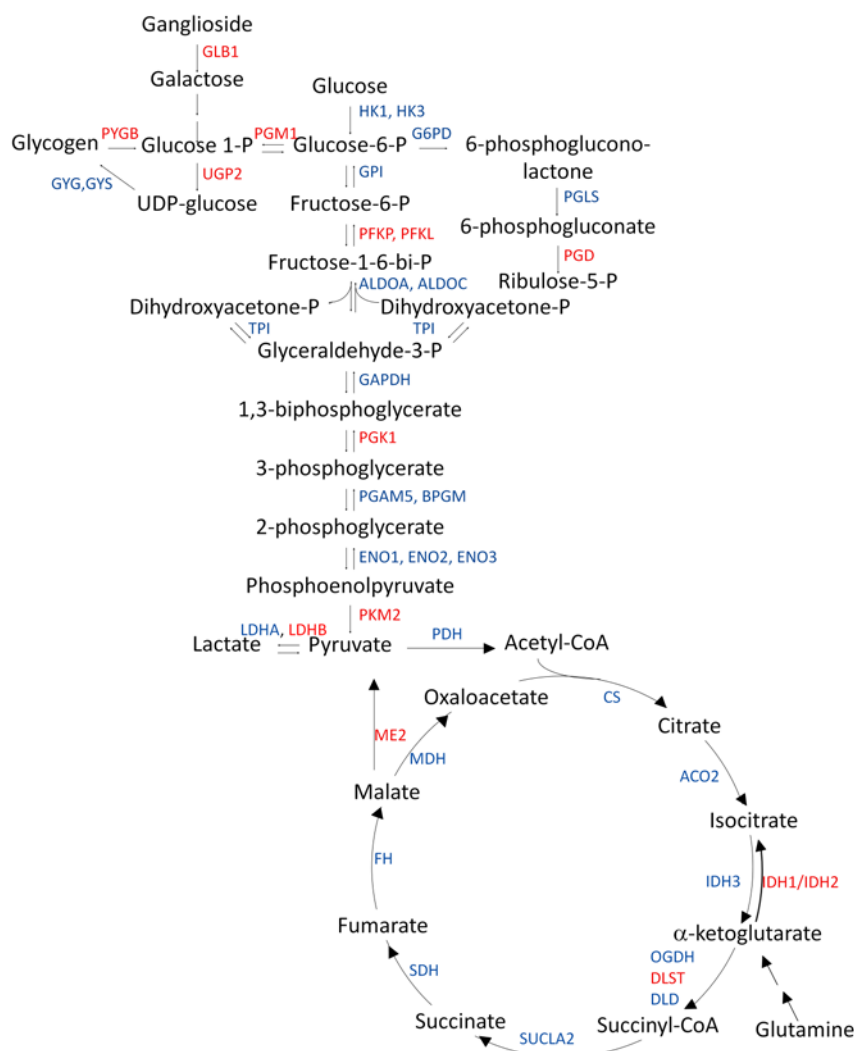 Ganglioside
GLB1
Galactose
Glucose
HK1, HK3
Glycogen PYGB Glucose 1-P PGM1 Glucose-6-P G6PD 6-phosphoglucono-
lactone
GYG,GYS UGP2 GPI PGLS
UDP-glucose Fructose-6-P 6-phosphogluconate
PFKP, PFKL PGD
Fructose-1-6-bi-P Ribulose-5-P
ALDOA, ALDOC
Dihydroxyacetone-P Dihydroxyacetone-P
TPI TPI
Glyceraldehyde-3-P
GAPDH
1,3-biphosphoglycerate
PGK1
3-phosphoglycerate
PGAM5, BPGM
2-phosphoglycerate
ENO1, ENO2, ENO3
Phosphoenolpyruvate
PKM2
LDHA, LDHB PDH
Lactate Pyruvate Acetyl-CoA
Oxaloacetate CS
Citrate
ME2
MDH
ACO2
Malate
Isocitrate
FH IDH3 IDH1/IDH2
Fumarate α-ketoglutarate
OGDH
SDH DLST
DLD
Succinate Succinyl-CoA Glutamine
SUCLA2